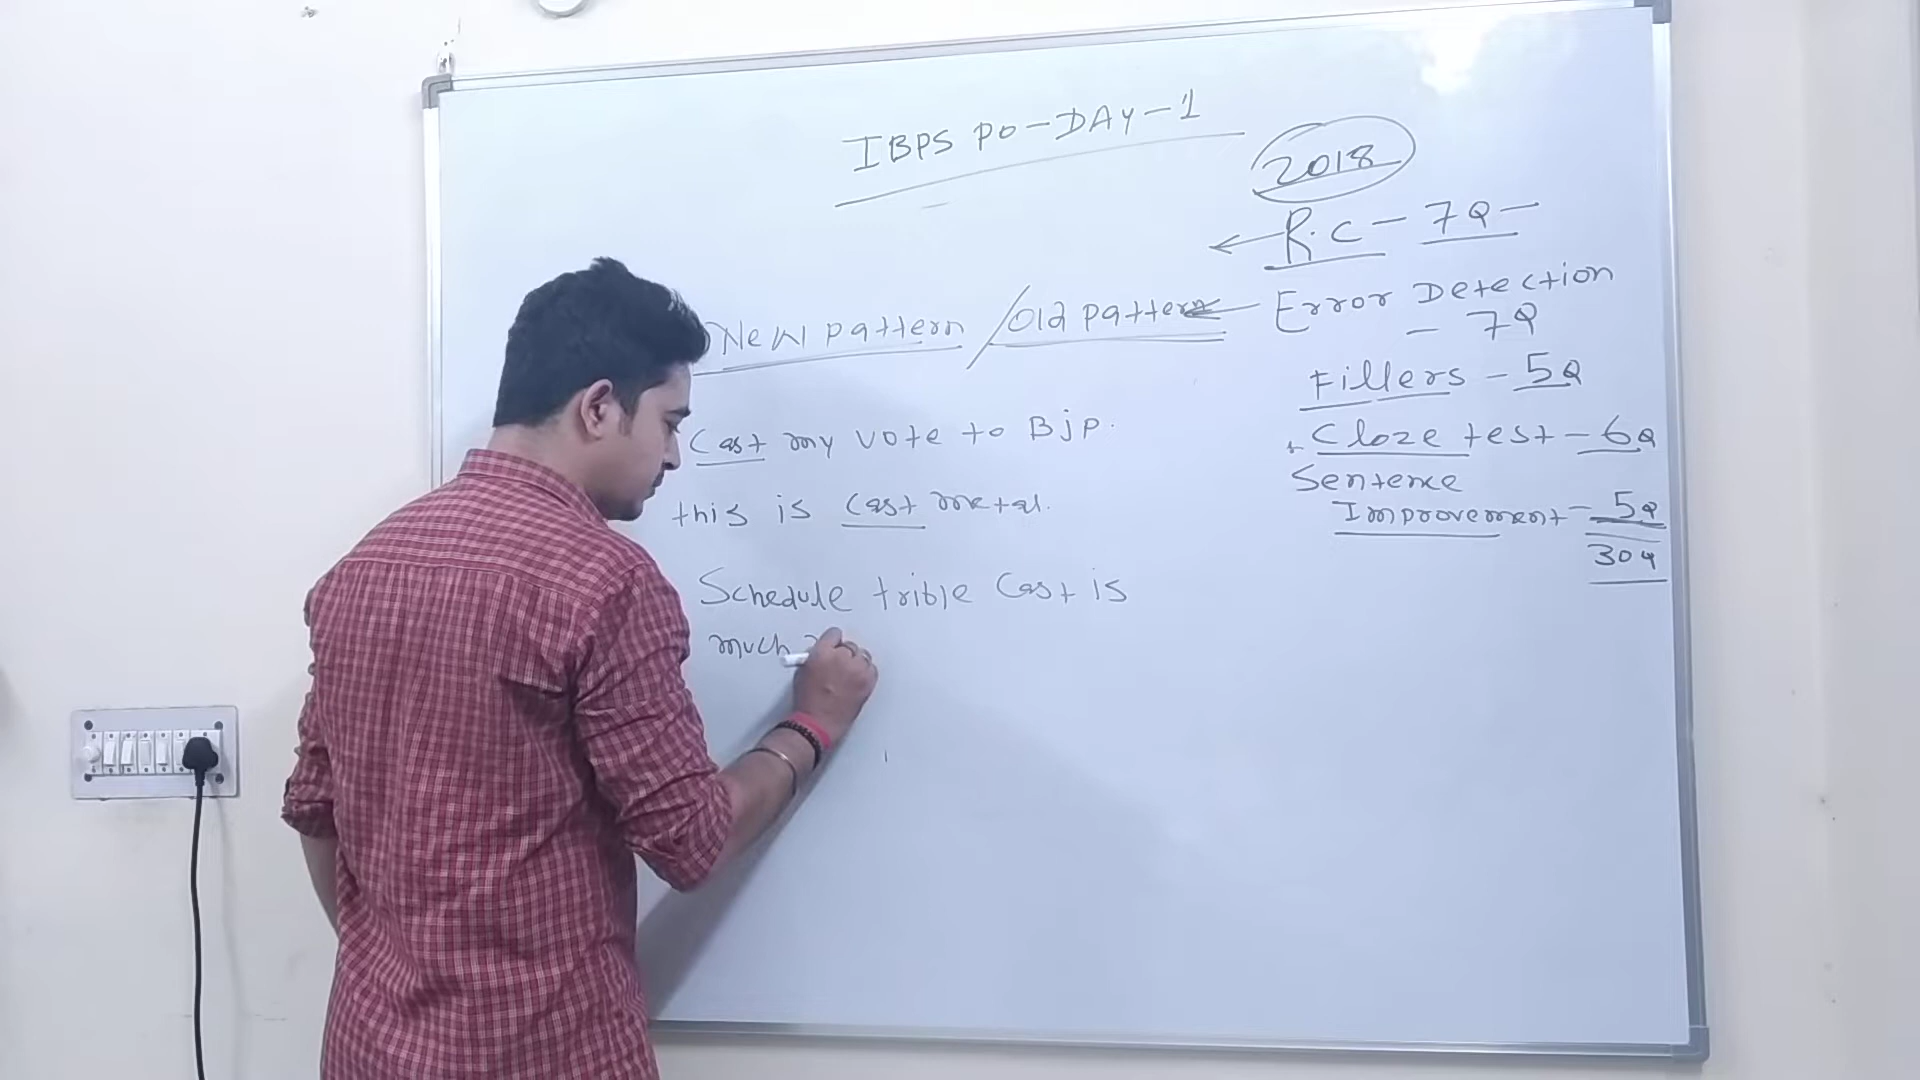 IBPS PO-DAY-1
2018
R.C - 7Q -
New pattern / Old pattern
Error Detection
- 7Q
Fillers - 5Q
Cast my vote to Bjp.
Cloze test - 6Q
this is cast metal.
Sentence
Improvement - 5Q
30Q
Schedule trible Cast is
much